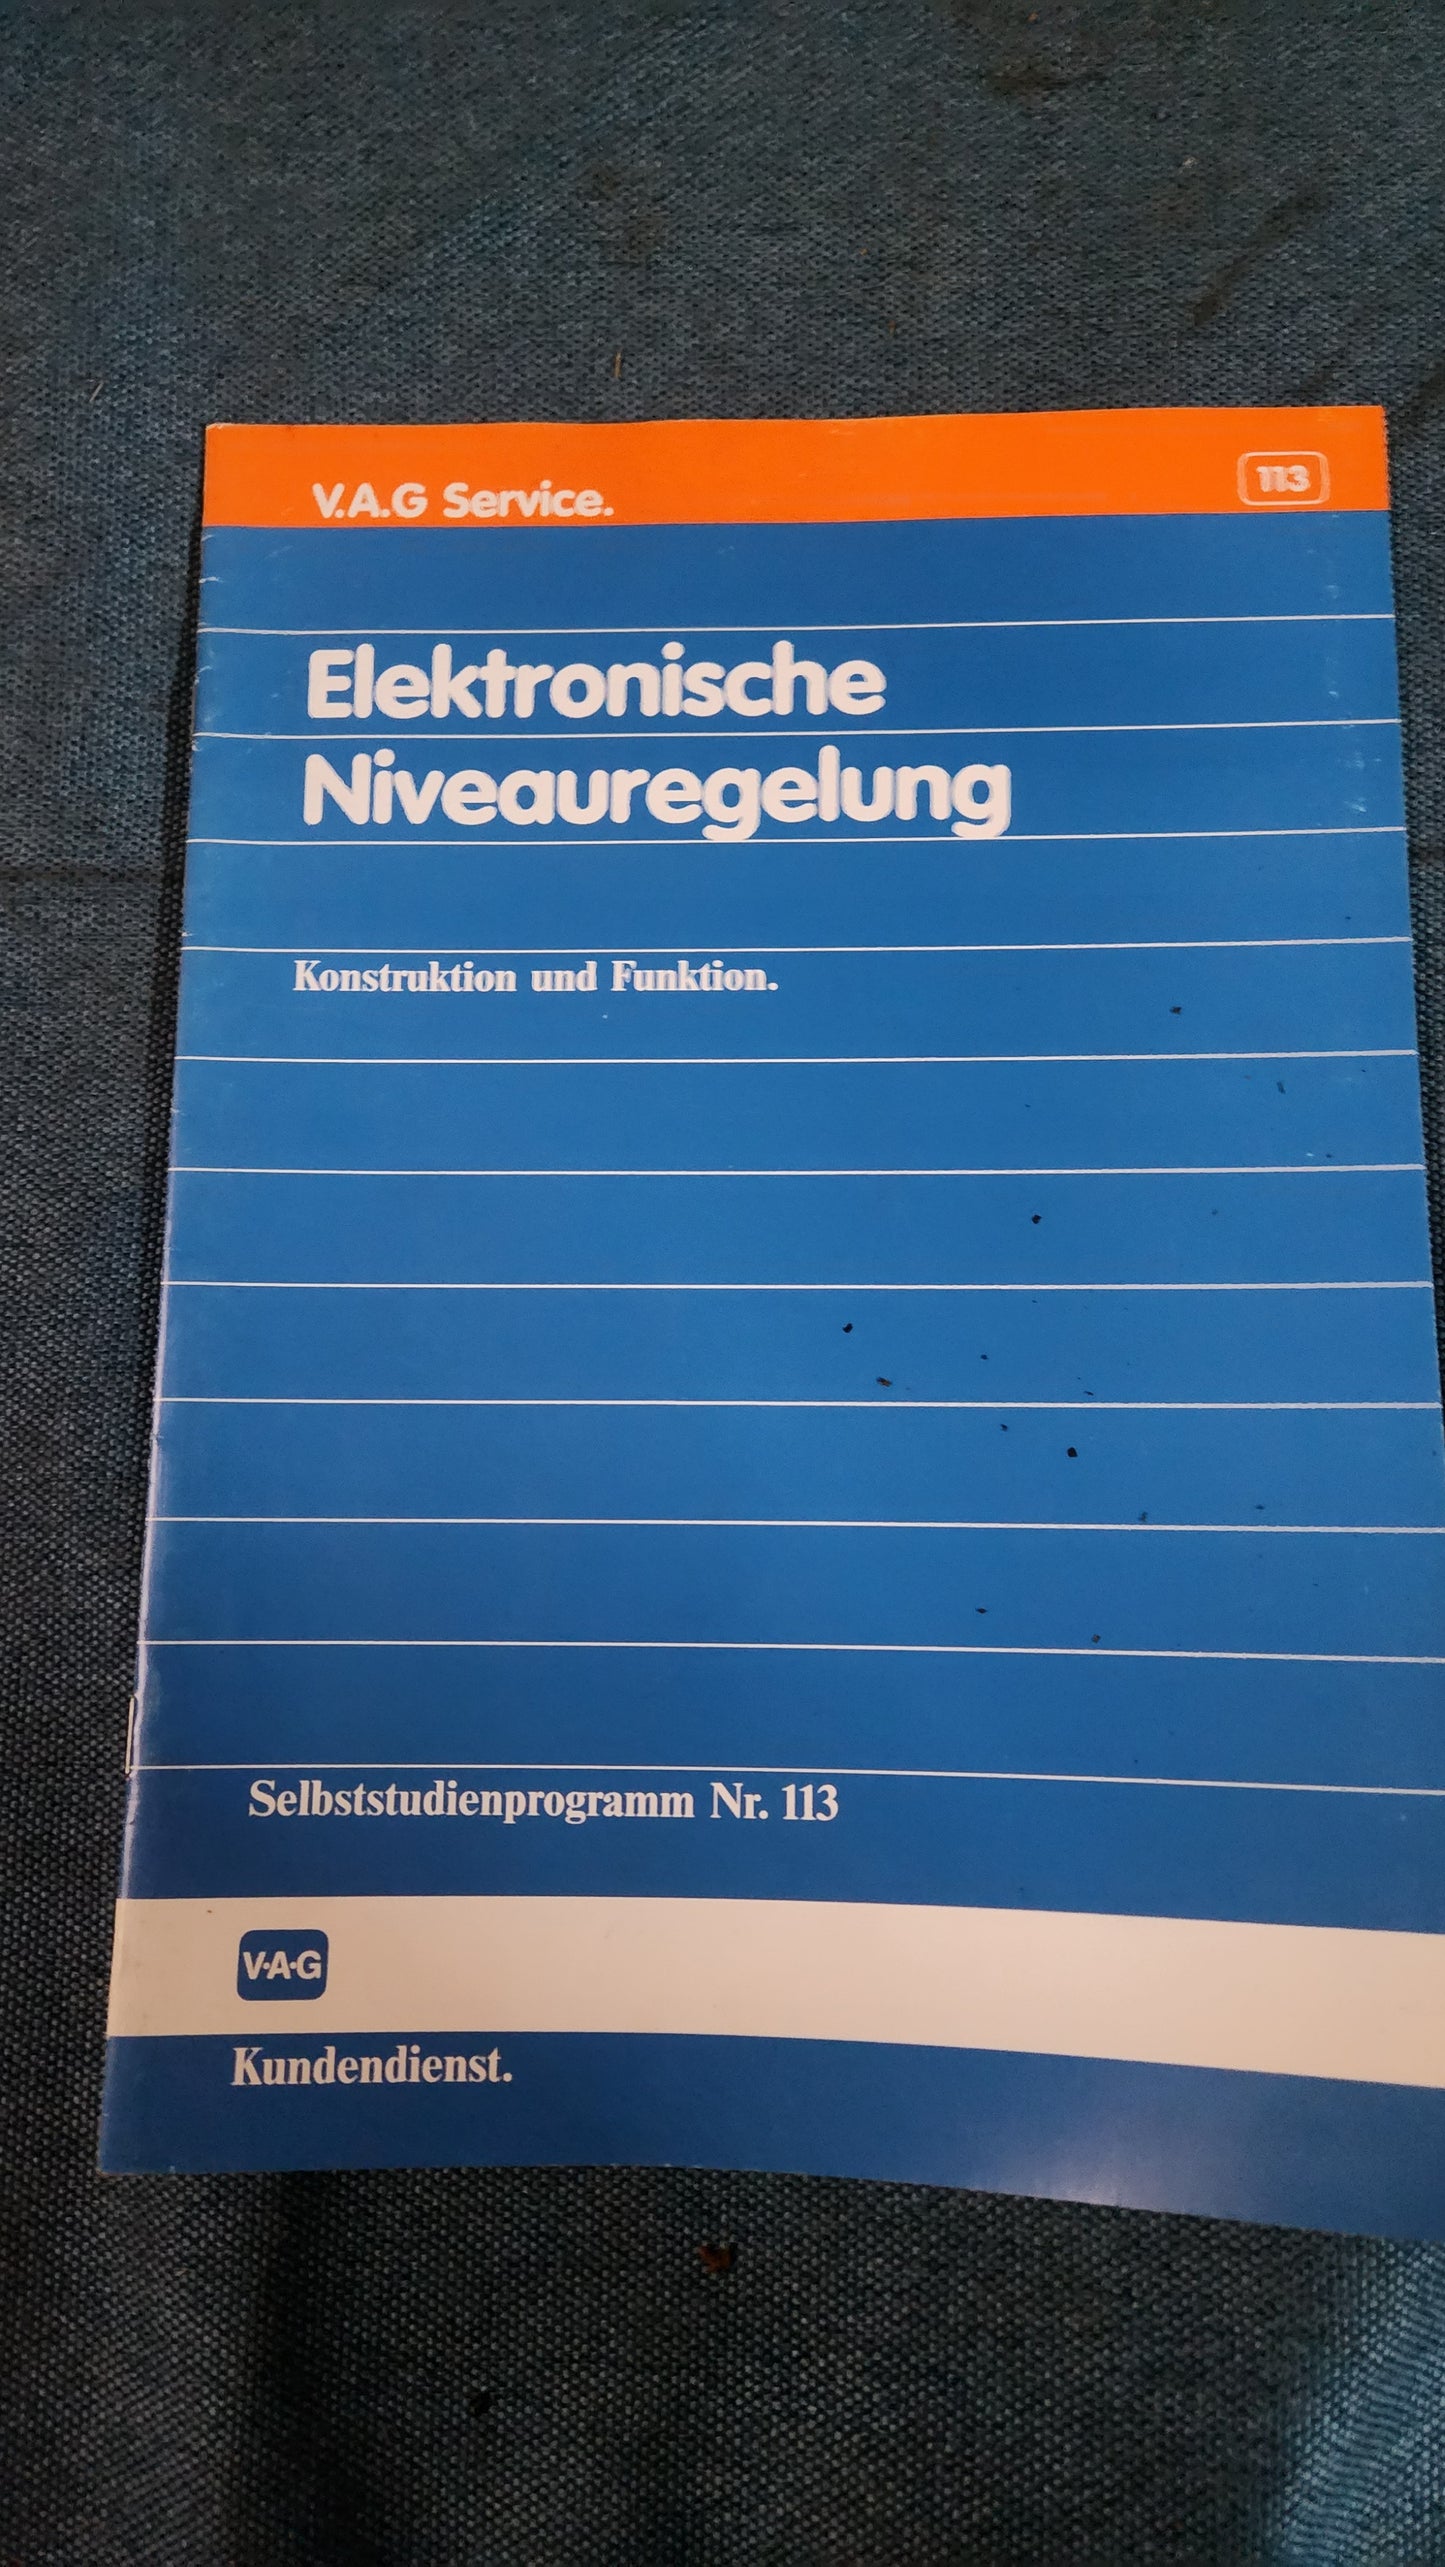 V.A.G Service.
113
Elektronische
Niveauregelung
Konstruktion und Funktion.
Selbststudienprogramm Nr. 113
V·A·G
Kundendienst.